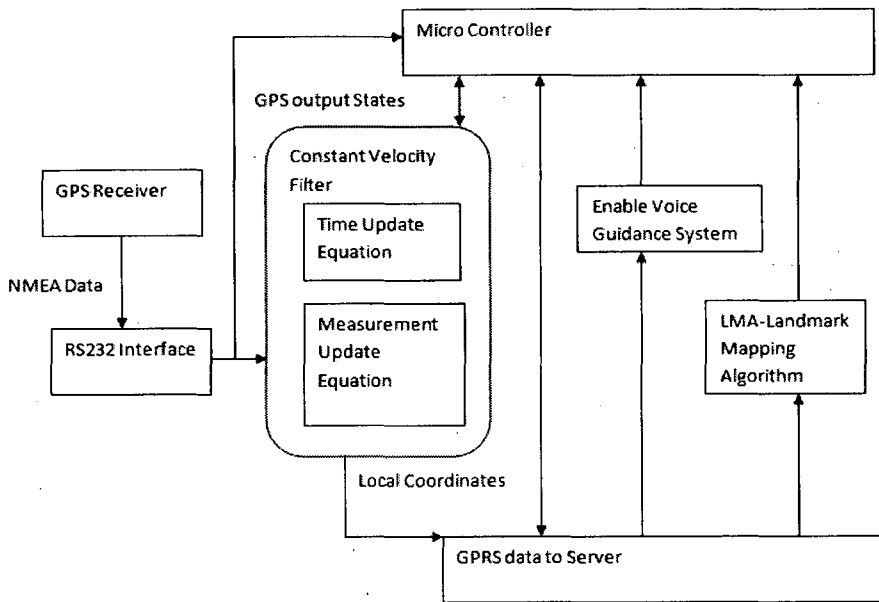 Micro Controller
GPS output States
Constant Velocity
Filter
GPS Receiver
Time Update
Equation
Enable Voice
Guidance System
NMEA Data
RS232 Interface
Measurement
Update
Equation
LMA-Landmark
Mapping
Algorithm
Local Coordinates
GPRS data to Server